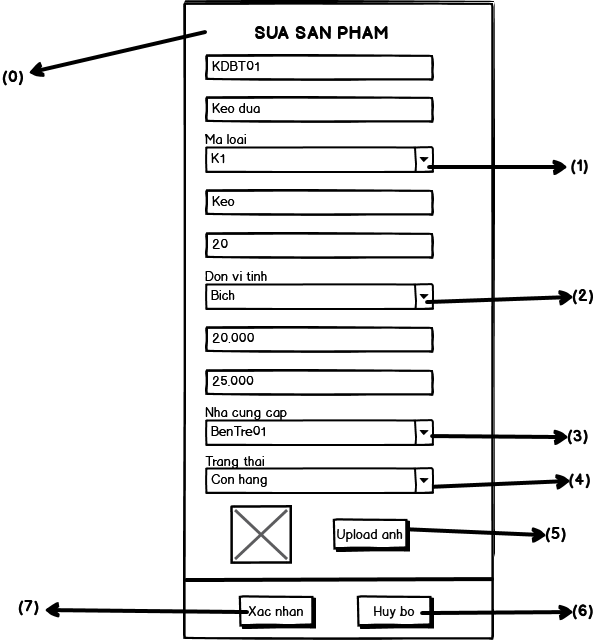 SUA SAN PHAM
(0)
KDBT01
Keo dua
Ma loai
K1
(1)
Keo
20
Don vi tinh
Bich
(2)
20.000
25.000
Nha cung cap
BenTre01
(3)
Trang thai
Con hang
(4)
Upload anh
(5)
(7)
Xac nhan
Huy bo
(6)